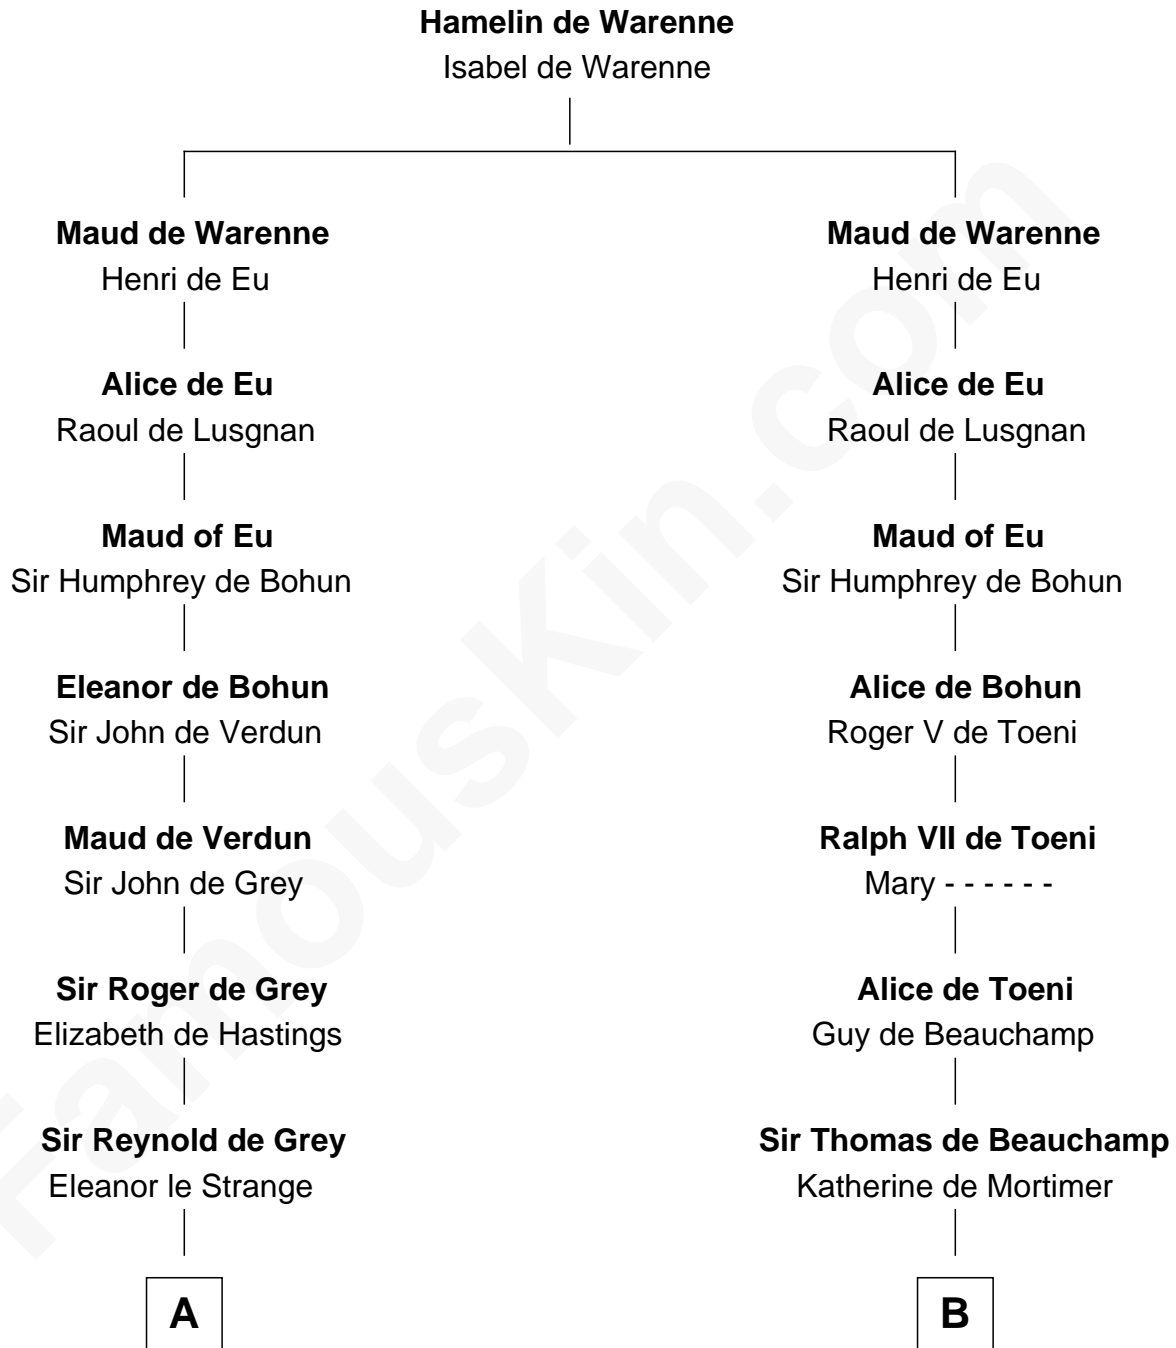 Hamelin de Warenne
Isabel de Warenne
Maud de Warenne
Henri de Eu
Alice de Eu
Raoul de Lusgnan
Maud of Eu
Sir Humphrey de Bohun
Eleanor de Bohun
Sir John de Verdun
Maud de Verdun
Sir John de Grey
Sir Roger de Grey
Elizabeth de Hastings
Sir Reynold de Grey
Eleanor le Strange
A
Maud de Warenne
Henri de Eu
Alice de Eu
Raoul de Lusgnan
Maud of Eu
Sir Humphrey de Bohun
Alice de Bohun
Roger V de Toeni
Ralph VII de Toeni
Mary - - - - - -
Alice de Toeni
Guy de Beauchamp
Sir Thomas de Beauchamp
Katherine de Mortimer
B
FamousKin.com